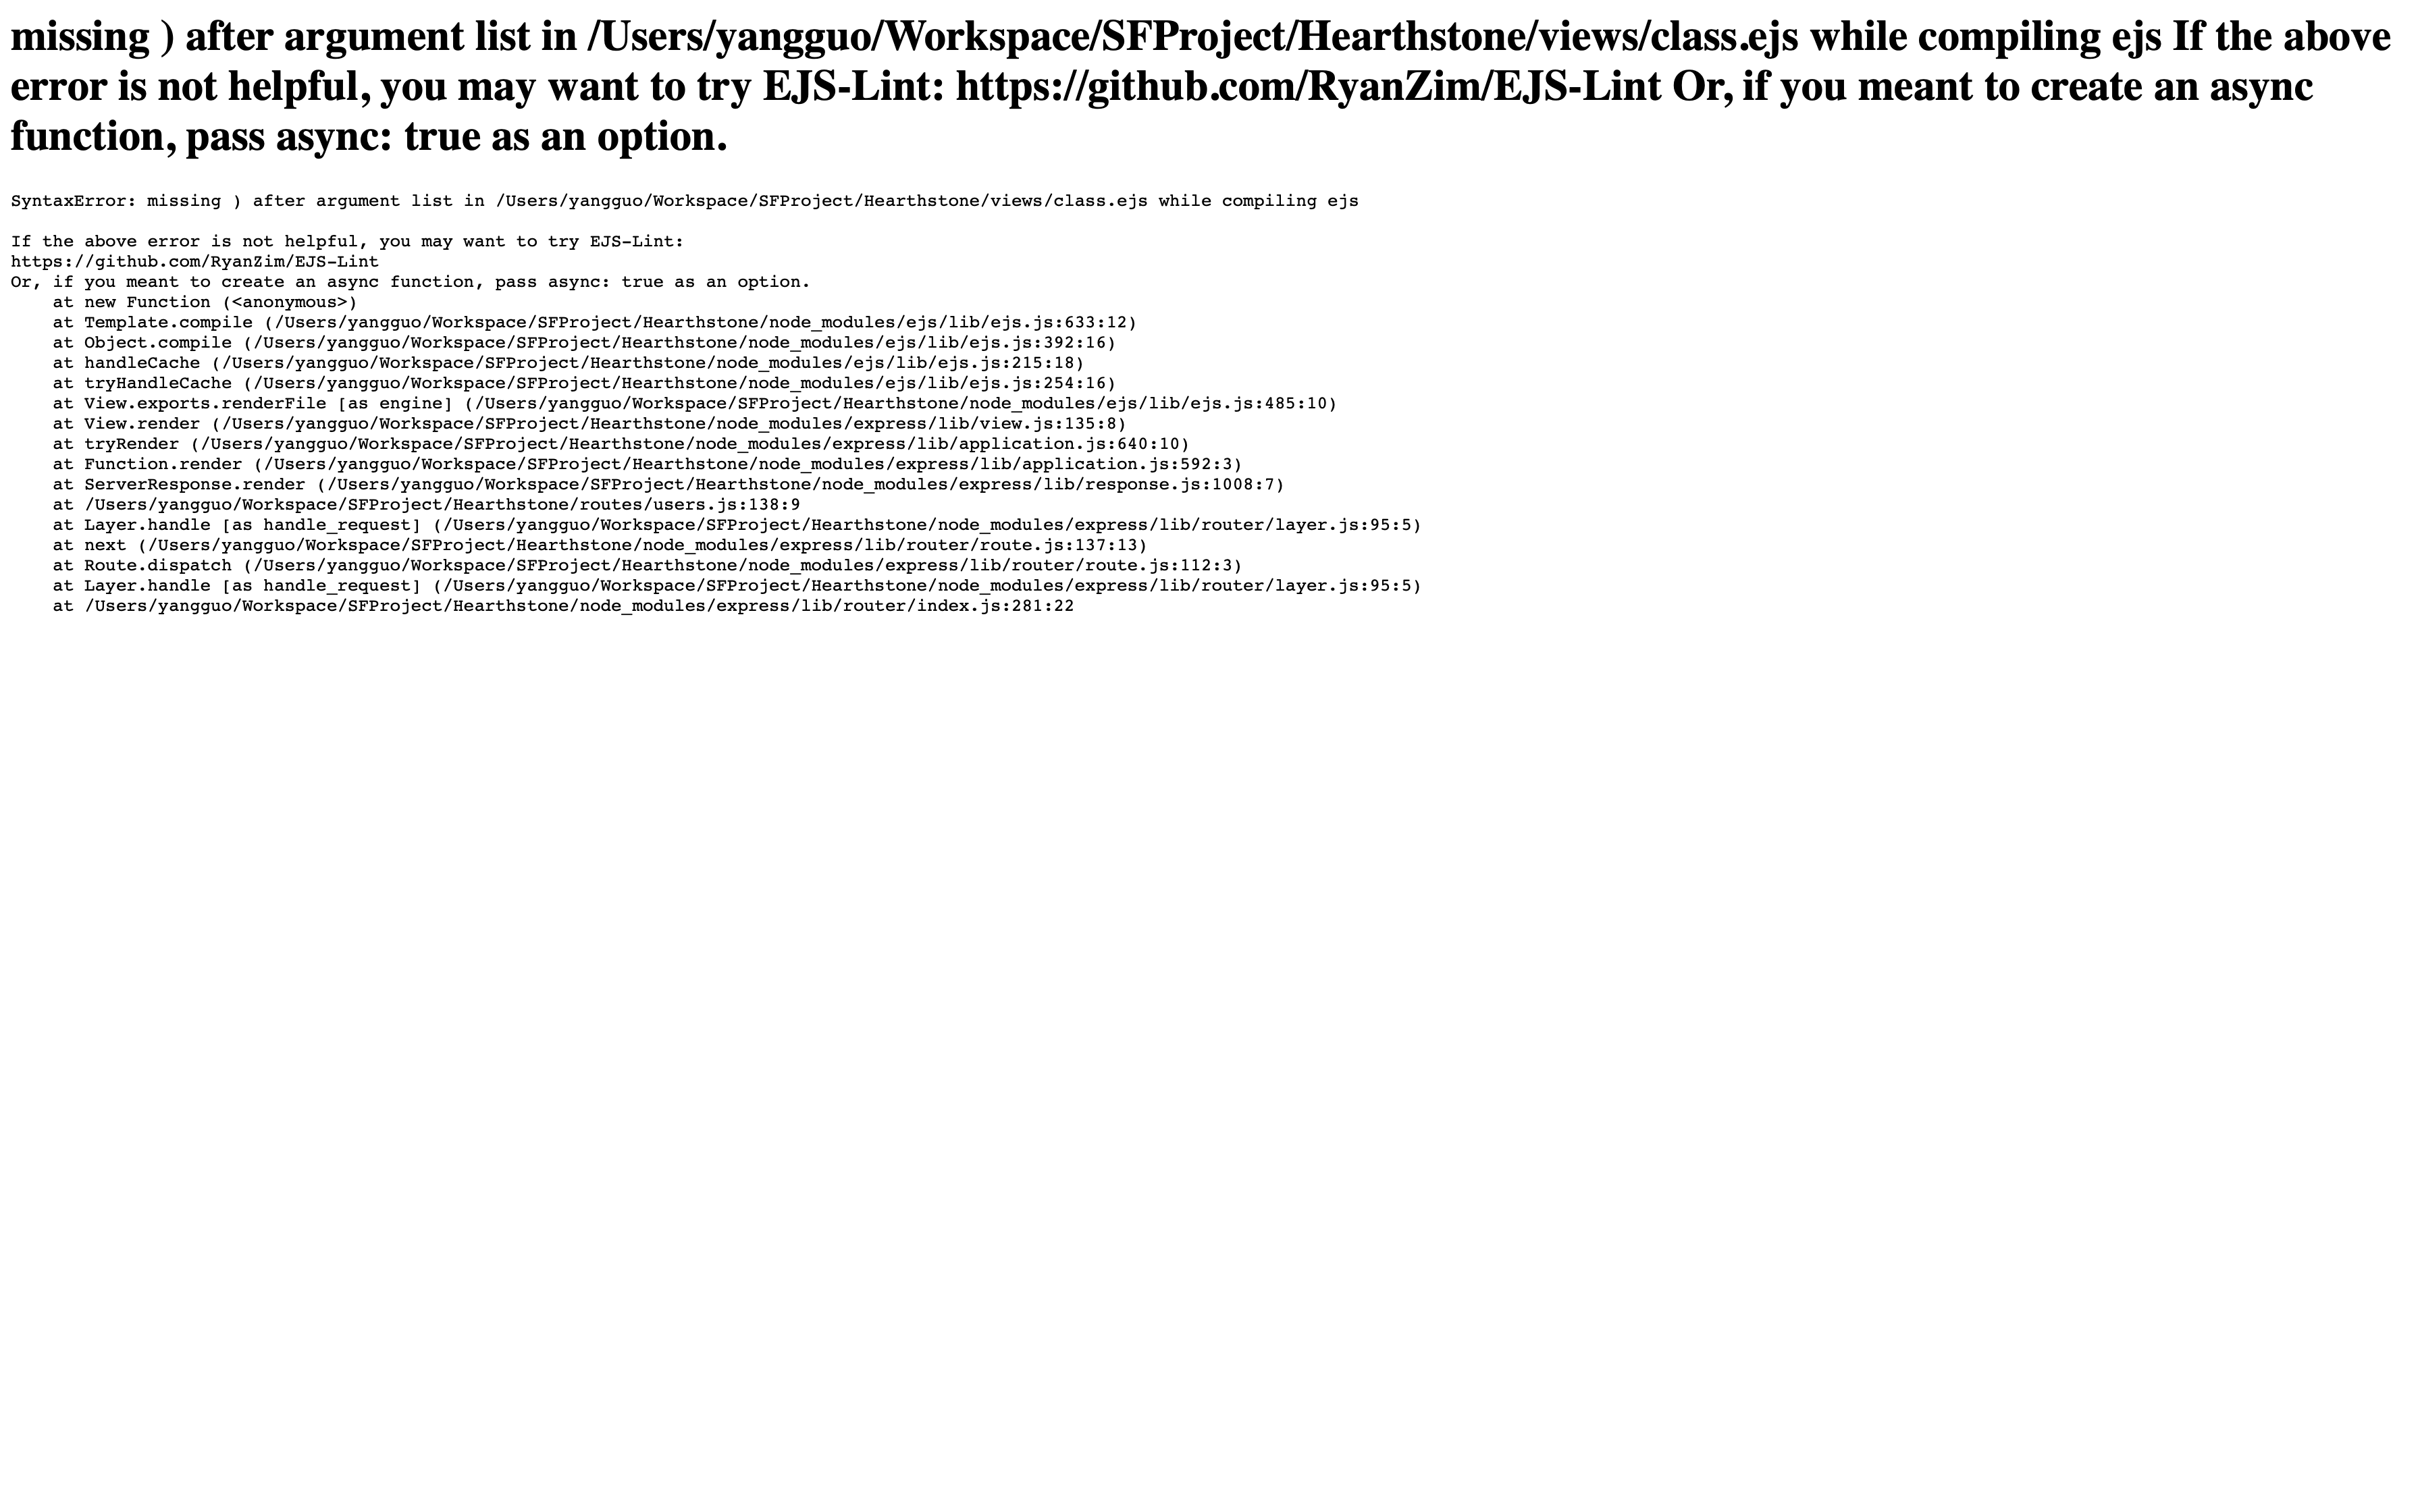 missing ) after argument list in /Users/yangguo/Workspace/SFProject/Hearthstone/views/class.ejs while compiling ejs If the above
error is not helpful, you may want to try EJS-Lint: https://github.com/RyanZim/EJS-Lint Or, if you meant to create an async
function, pass async: true as an option.
SyntaxError: missing ) after argument list in /Users/yangguo/Workspace/SFProject/Hearthstone/views/class.ejs while compiling ejs
If the above error is not helpful, you may want to try EJS-Lint:
https://github.com/RyanZim/EJS-Lint
Or, if you meant to create an async function, pass async: true as an option.
    at new Function (<anonymous>)
    at Template.compile (/Users/yangguo/Workspace/SFProject/Hearthstone/node_modules/ejs/lib/ejs.js:633:12)
    at Object.compile (/Users/yangguo/Workspace/SFProject/Hearthstone/node_modules/ejs/lib/ejs.js:392:16)
    at handleCache (/Users/yangguo/Workspace/SFProject/Hearthstone/node_modules/ejs/lib/ejs.js:215:18)
    at tryHandleCache (/Users/yangguo/Workspace/SFProject/Hearthstone/node_modules/ejs/lib/ejs.js:254:16)
    at View.exports.renderFile [as engine] (/Users/yangguo/Workspace/SFProject/Hearthstone/node_modules/ejs/lib/ejs.js:485:10)
    at View.render (/Users/yangguo/Workspace/SFProject/Hearthstone/node_modules/express/lib/view.js:135:8)
    at tryRender (/Users/yangguo/Workspace/SFProject/Hearthstone/node_modules/express/lib/application.js:640:10)
    at Function.render (/Users/yangguo/Workspace/SFProject/Hearthstone/node_modules/express/lib/application.js:592:3)
    at ServerResponse.render (/Users/yangguo/Workspace/SFProject/Hearthstone/node_modules/express/lib/response.js:1008:7)
    at /Users/yangguo/Workspace/SFProject/Hearthstone/routes/users.js:138:9
    at Layer.handle [as handle_request] (/Users/yangguo/Workspace/SFProject/Hearthstone/node_modules/express/lib/router/layer.js:95:5)
    at next (/Users/yangguo/Workspace/SFProject/Hearthstone/node_modules/express/lib/router/route.js:137:13)
    at Route.dispatch (/Users/yangguo/Workspace/SFProject/Hearthstone/node_modules/express/lib/router/route.js:112:3)
    at Layer.handle [as handle_request] (/Users/yangguo/Workspace/SFProject/Hearthstone/node_modules/express/lib/router/layer.js:95:5)
    at /Users/yangguo/Workspace/SFProject/Hearthstone/node_modules/express/lib/router/index.js:281:22